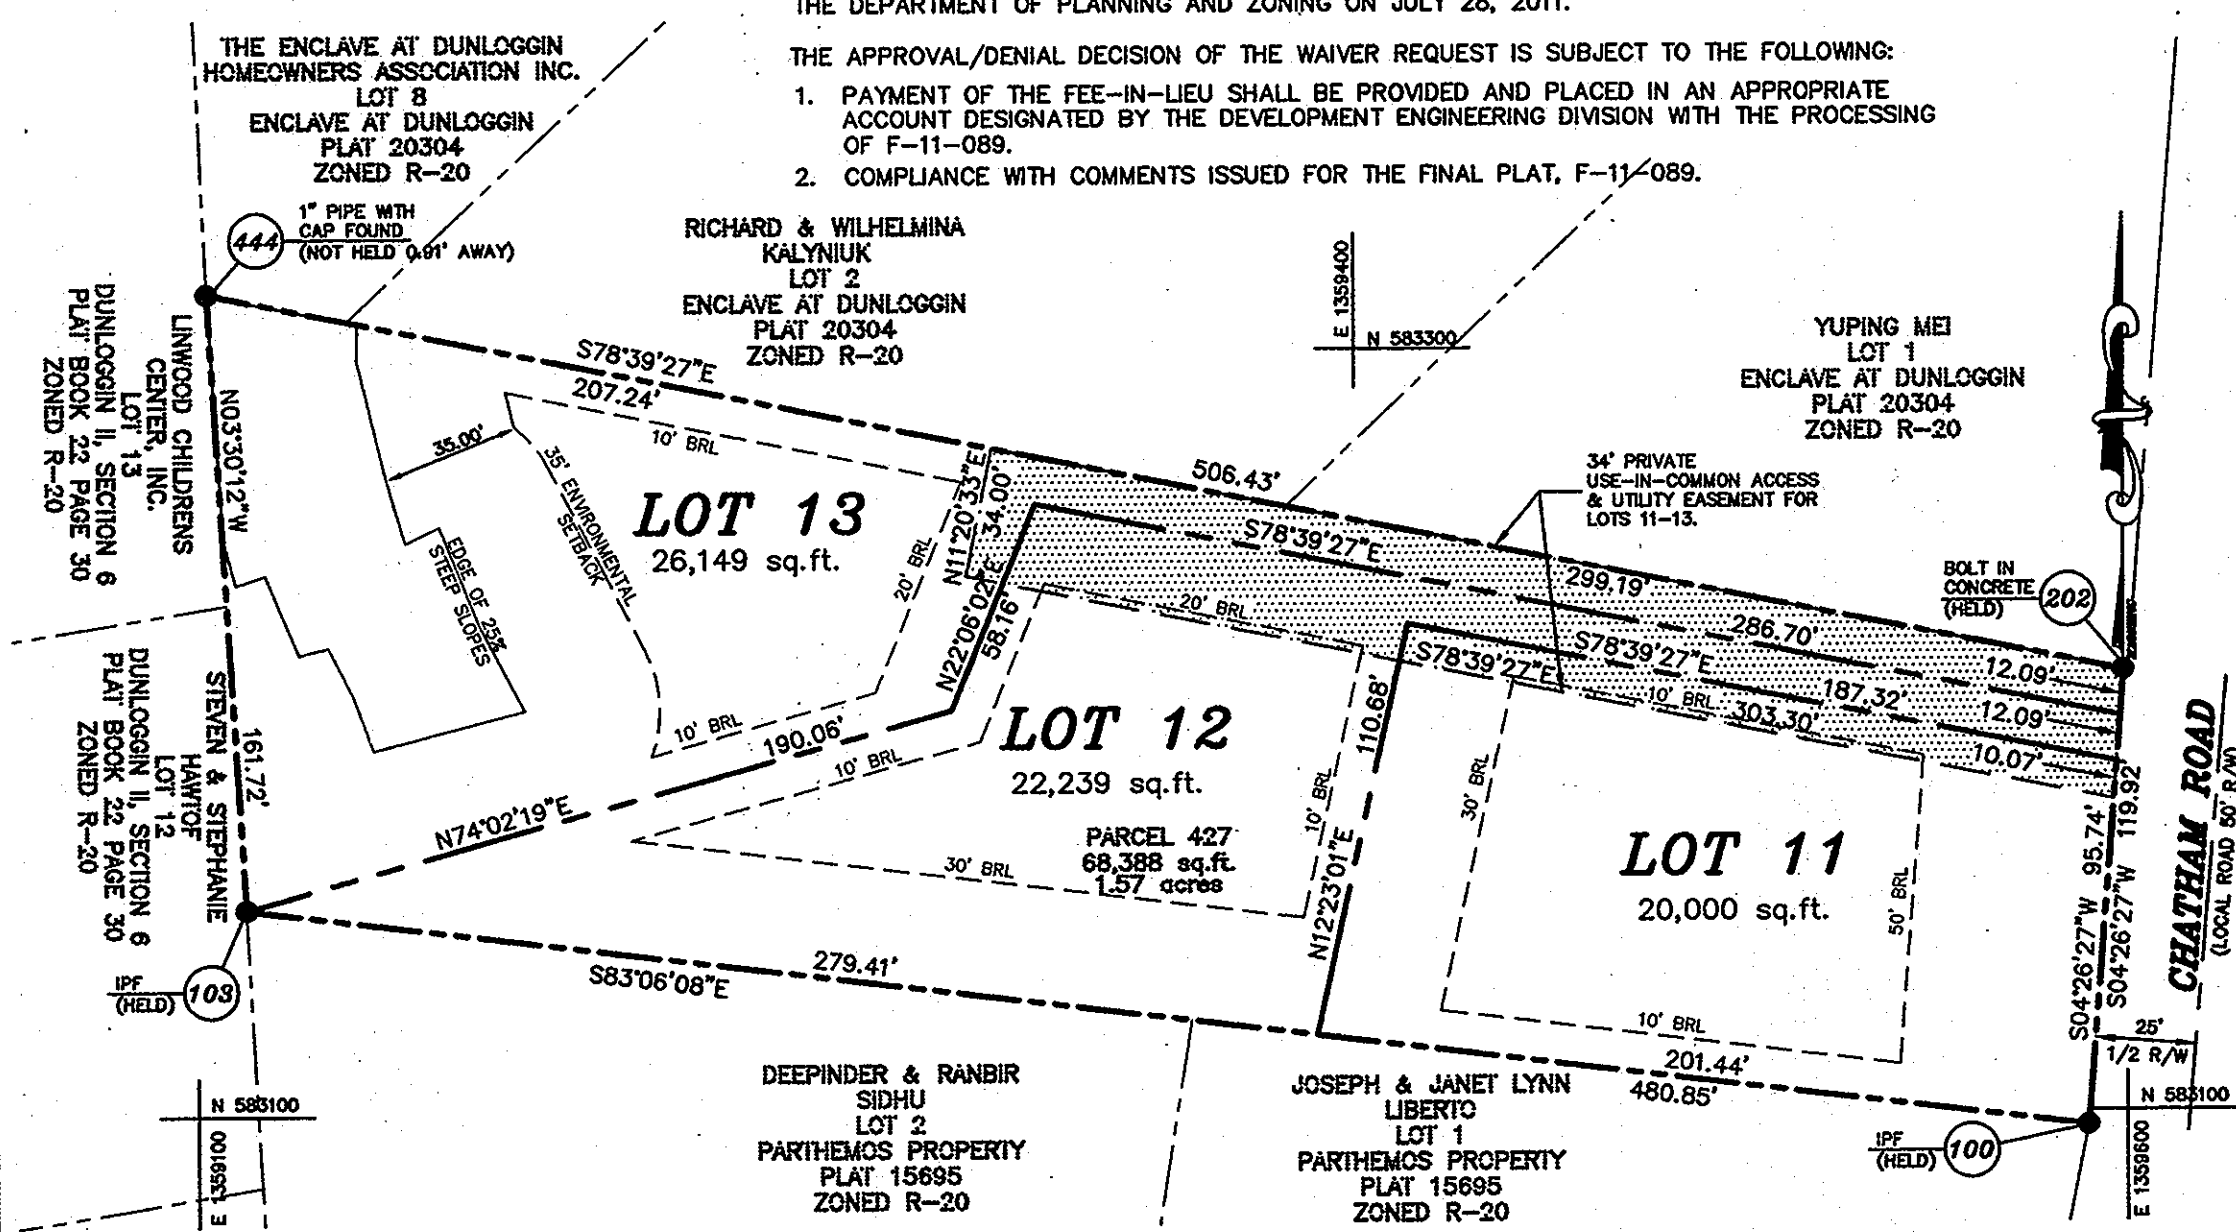 THE DEPARTMENT OF PLANNING AND ZONING ON JULY 28, 2011.
THE APPROVAL/DENIAL DECISION OF THE WAIVER REQUEST IS SUBJECT TO THE FOLLOWING:
1. PAYMENT OF THE FEE-IN-LIEU SHALL BE PROVIDED AND PLACED IN AN APPROPRIATE
ACCOUNT DESIGNATED BY THE DEVELOPMENT ENGINEERING DIVISION WITH THE PROCESSING
OF F-11-089.
2. COMPLIANCE WITH COMMENTS ISSUED FOR THE FINAL PLAT, F-11-089.
THE ENCLAVE AT DUNLOGGIN
HOMEOWNERS ASSOCIATION INC.
LOT 8
ENCLAVE AT DUNLOGGIN
PLAT 20304
ZONED R-20
444
1" PIPE WITH
CAP FOUND
(NOT HELD 0.91' AWAY)
RICHARD & WILHELMINA
KALYNIUK
LOT 2
ENCLAVE AT DUNLOGGIN
PLAT 20304
ZONED R-20
E 1359400
N 583300
YUPING MEI
LOT 1
ENCLAVE AT DUNLOGGIN
PLAT 20304
ZONED R-20
LINWOOD CHILDRENS
CENTER, INC.
LOT 13
DUNLOGGIN II, SECTION 6
PLAT BOOK 22 PAGE 30
ZONED R-20
N03°30'12"W
161.72'
STEVEN & STEPHANIE
HAWTOF
LOT 12
DUNLOGGIN II, SECTION 6
PLAT BOOK 22 PAGE 30
ZONED R-20
S78°39'27"E
207.24'
10' BRL
35.00'
35' ENVIRONMENTAL
SETBACK
EDGE OF 25%
STEEP SLOPES
LOT 13
26,149 sq.ft.
20' BRL
N11°20'33"E
34.00'
N22°06'02"E
58.16'
10' BRL
190.06'
10' BRL
N74°02'19"E
506.43'
S78°39'27"E
299.19'
286.70'
34' PRIVATE
USE-IN-COMMON ACCESS
& UTILITY EASEMENT FOR
LOTS 11-13.
BOLT IN
CONCRETE
(HELD)
202
20' BRL
S78°39'27"E
S78°39'27"E
187.32'
10' BRL
303.30'
12.09'
12.09'
10.07'
LOT 12
22,239 sq.ft.
PARCEL 427
68,388 sq.ft.
1.57 acres
30' BRL
10' BRL
110.68'
N12°23'01"E
30' BRL
LOT 11
20,000 sq.ft.
50' BRL
10' BRL
S04°26'27"W 95.74'
S04°26'27"W 119.92'
CHATHAM ROAD
(LOCAL ROAD 50' R/W)
25'
1/2 R/W
IPF
(HELD)
103
279.41'
S83°06'08"E
201.44'
480.85'
IPF
(HELD)
100
N 583100
E 1359100
DEEPINDER & RANBIR
SIDHU
LOT 2
PARTHEMOS PROPERTY
PLAT 15695
ZONED R-20
JOSEPH & JANET LYNN
LIBERTO
LOT 1
PARTHEMOS PROPERTY
PLAT 15695
ZONED R-20
N 583100
E 1359600